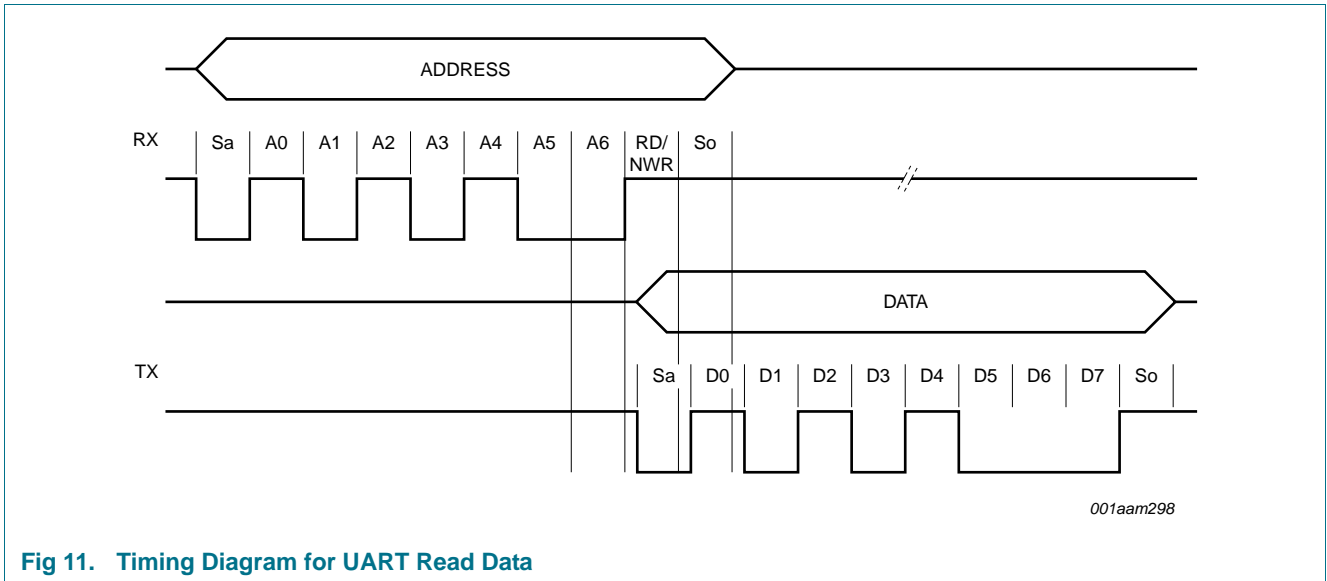 ADDRESS
RX Sa A0 A1 A2 A3 A4 A5 A6 RD/ So
NWR
DATA
TX Sa D0 D1 D2 D3 D4 D5 D6 D7 So
001aam298
Fig 11. Timing Diagram for UART Read Data